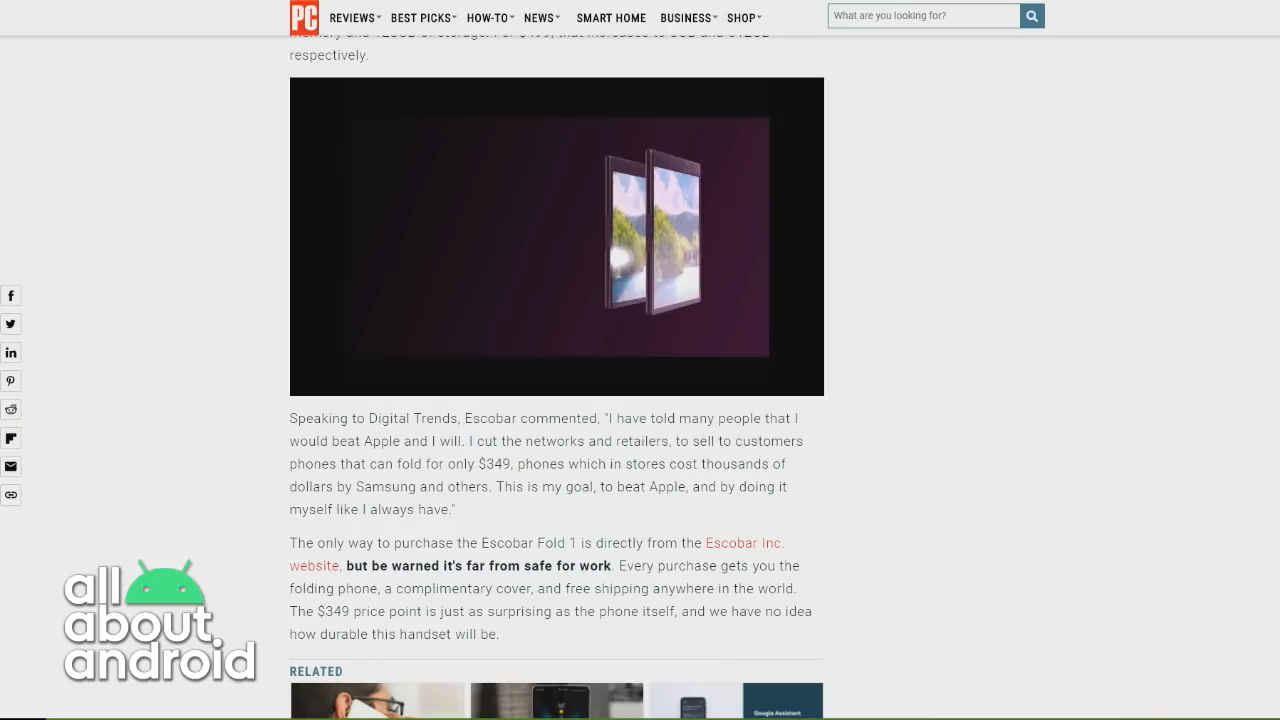 PC
REVIEWS BEST PICKS HOW-TO NEWS SMART HOME BUSINESS SHOP
What are you looking for?
respectively.
Speaking to Digital Trends, Escobar commented, "I have told many people that I
would beat Apple and I will. I cut the networks and retailers, to sell to customers
phones that can fold for only $349, phones which in stores cost thousands of
dollars by Samsung and others. This is my goal, to beat Apple, and by doing it
myself like I always have."
The only way to purchase the Escobar Fold 1 is directly from the Escobar Inc.
website, but be warned it's far from safe for work. Every purchase gets you the
folding phone, a complimentary cover, and free shipping anywhere in the world.
The $349 price point is just as surprising as the phone itself, and we have no idea
how durable this handset will be.
RELATED
Google Assistant
all
about
android